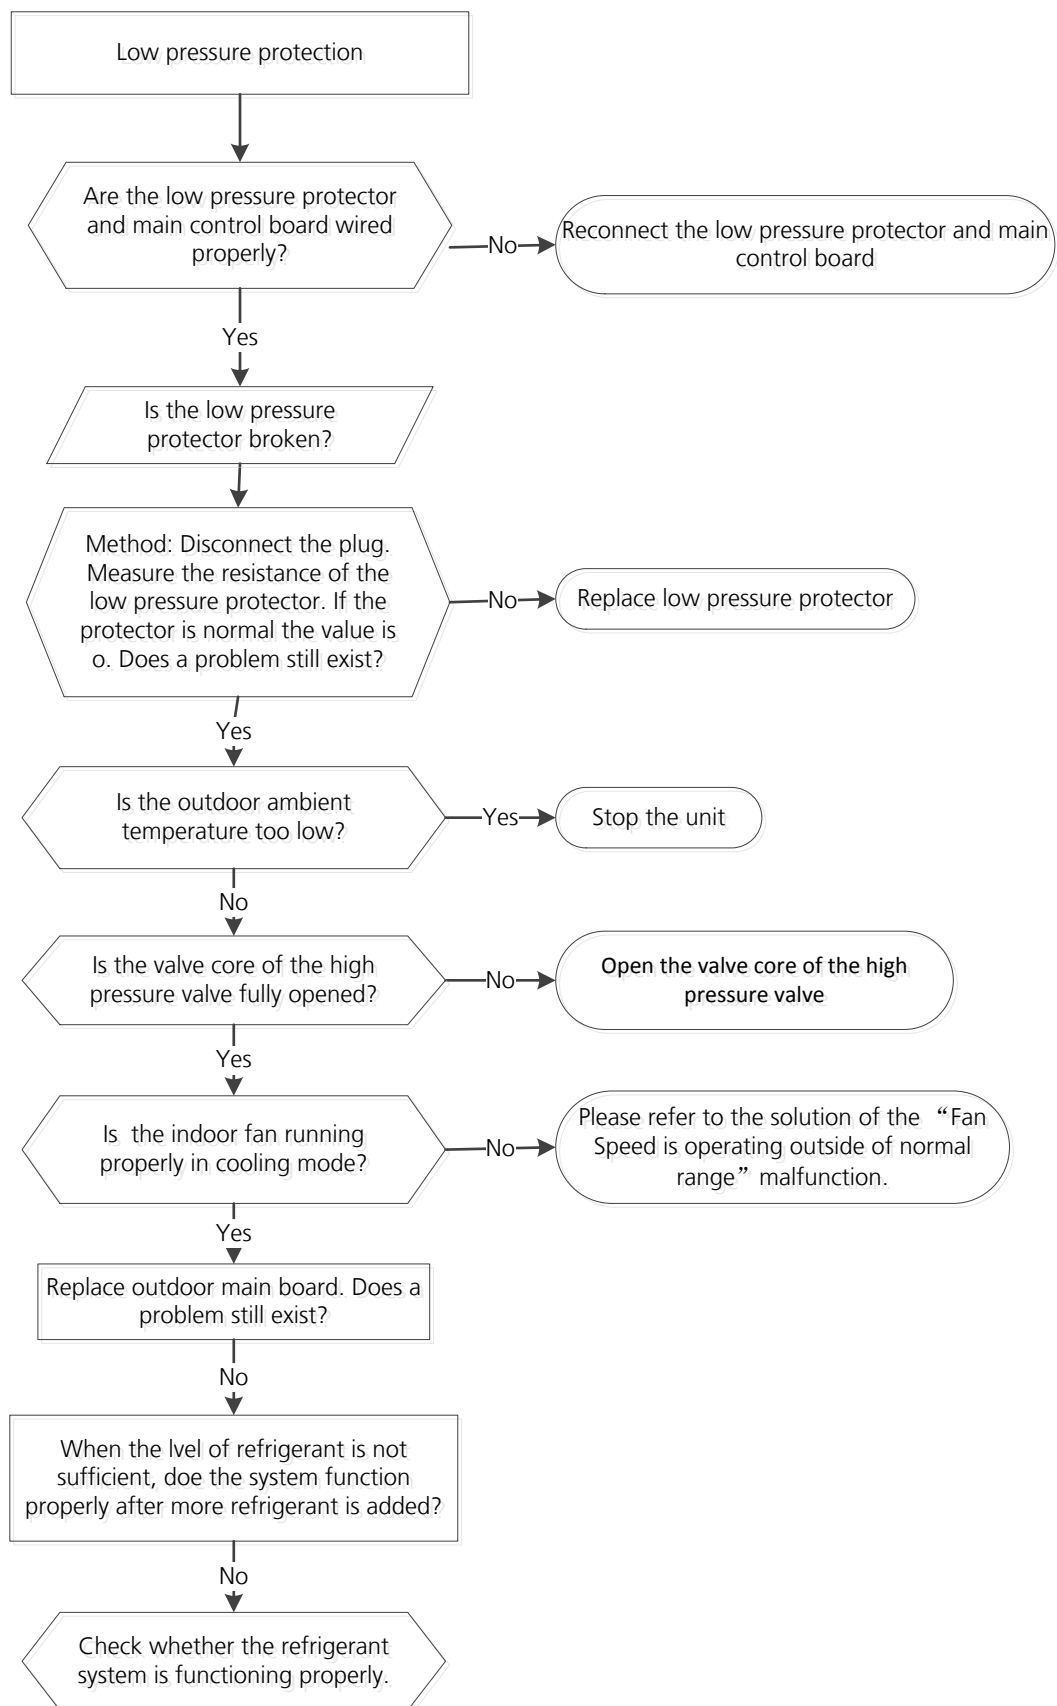 Low pressure protection
Are the low pressure protector
and main control board wired
properly?
No
Reconnect the low pressure protector and main
control board
Yes
Is the low pressure
protector broken?
Method: Disconnect the plug.
Measure the resistance of the
low pressure protector. If the
protector is normal the value is
o. Does a problem still exist?
No
Replace low pressure protector
Yes
Is the outdoor ambient
temperature too low?
Yes
Stop the unit
No
Is the valve core of the high
pressure valve fully opened?
No
Open the valve core of the high
pressure valve
Yes
Is  the indoor fan running
properly in cooling mode?
No
Please refer to the solution of the “Fan
Speed is operating outside of normal
range” malfunction.
Yes
Replace outdoor main board. Does a
problem still exist?
No
When the lvel of refrigerant is not
sufficient, doe the system function
properly after more refrigerant is added?
No
Check whether the refrigerant
system is functioning properly.